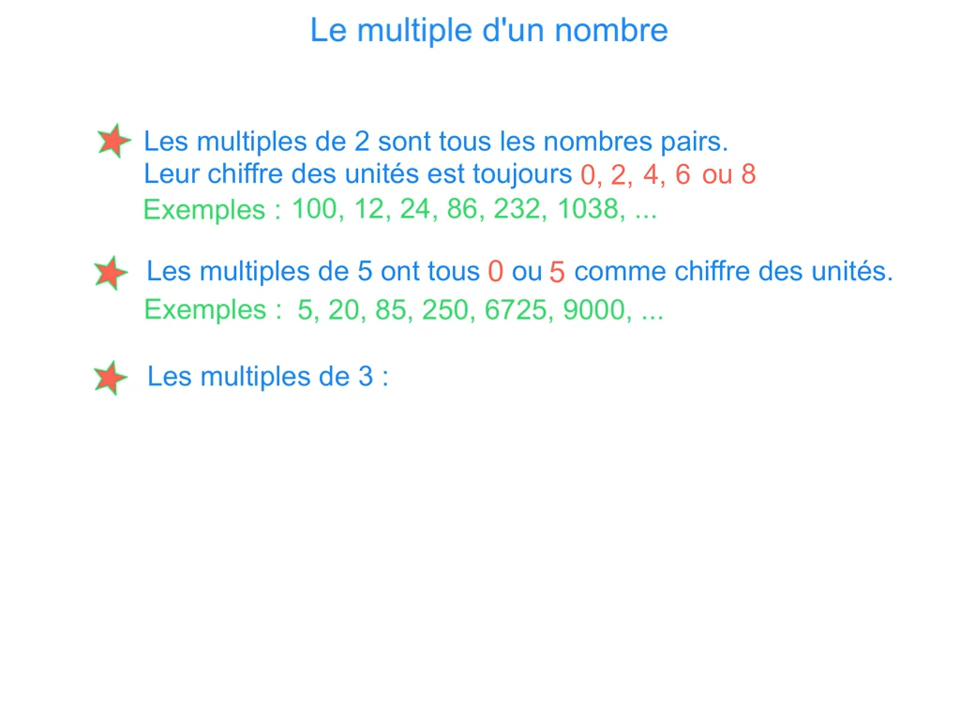 Le multiple d'un nombre
Les multiples de 2 sont tous les nombres pairs.
Leur chiffre des unités est toujours 0, 2, 4, 6 ou 8
Exemples : 100, 12, 24, 86, 232, 1038, ...
Les multiples de 5 ont tous 0 ou 5 comme chiffre des unités.
Exemples : 5, 20, 85, 250, 6725, 9000, ...
Les multiples de 3 :